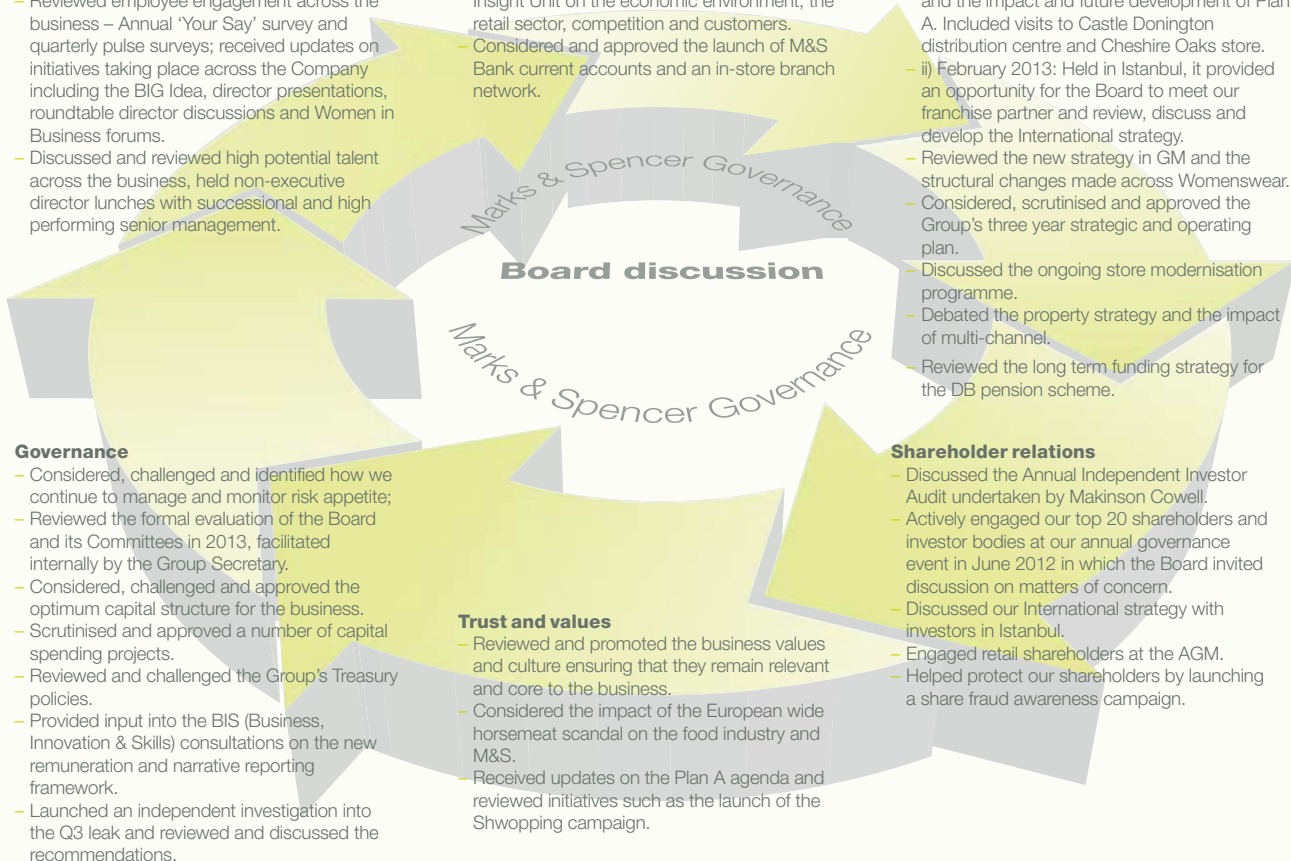 – Reviewed employee engagement across the
business – Annual ‘Your Say’ survey and
quarterly pulse surveys; received updates on
initiatives taking place across the Company
including the BIG Idea, director presentations,
roundtable director discussions and Women in
Business forums.
– Discussed and reviewed high potential talent
across the business, held non-executive
director lunches with successional and high
performing senior management.
Insight Unit on the economic environment, the
retail sector, competition and customers.
– Considered and approved the launch of M&S
Bank current accounts and an in-store branch
network.
and the impact and future development of Plan
A. Included visits to Castle Donington
distribution centre and Cheshire Oaks store.
– ii) February 2013: Held in Istanbul, it provided
an opportunity for the Board to meet our
franchise partner and review, discuss and
develop the International strategy.
– Reviewed the new strategy in GM and the
structural changes made across Womenswear.
– Considered, scrutinised and approved the
Group’s three year strategic and operating
plan.
– Discussed the ongoing store modernisation
programme.
– Debated the property strategy and the impact
of multi-channel.
– Reviewed the long term funding strategy for
the DB pension scheme.
Marks & Spencer Governance
Board discussion
Marks & Spencer Governance
Governance
– Considered, challenged and identified how we
continue to manage and monitor risk appetite;
– Reviewed the formal evaluation of the Board
and its Committees in 2013, facilitated
internally by the Group Secretary.
– Considered, challenged and approved the
optimum capital structure for the business.
– Scrutinised and approved a number of capital
spending projects.
– Reviewed and challenged the Group’s Treasury
policies.
– Provided input into the BIS (Business,
Innovation & Skills) consultations on the new
remuneration and narrative reporting
framework.
– Launched an independent investigation into
the Q3 leak and reviewed and discussed the
recommendations.
Trust and values
– Reviewed and promoted the business values
and culture ensuring that they remain relevant
and core to the business.
– Considered the impact of the European wide
horsemeat scandal on the food industry and
M&S.
– Received updates on the Plan A agenda and
reviewed initiatives such as the launch of the
Shwopping campaign.
Shareholder relations
– Discussed the Annual Independent Investor
Audit undertaken by Makinson Cowell.
– Actively engaged our top 20 shareholders and
investor bodies at our annual governance
event in June 2012 in which the Board invited
discussion on matters of concern.
– Discussed our International strategy with
investors in Istanbul.
– Engaged retail shareholders at the AGM.
– Helped protect our shareholders by launching
a share fraud awareness campaign.